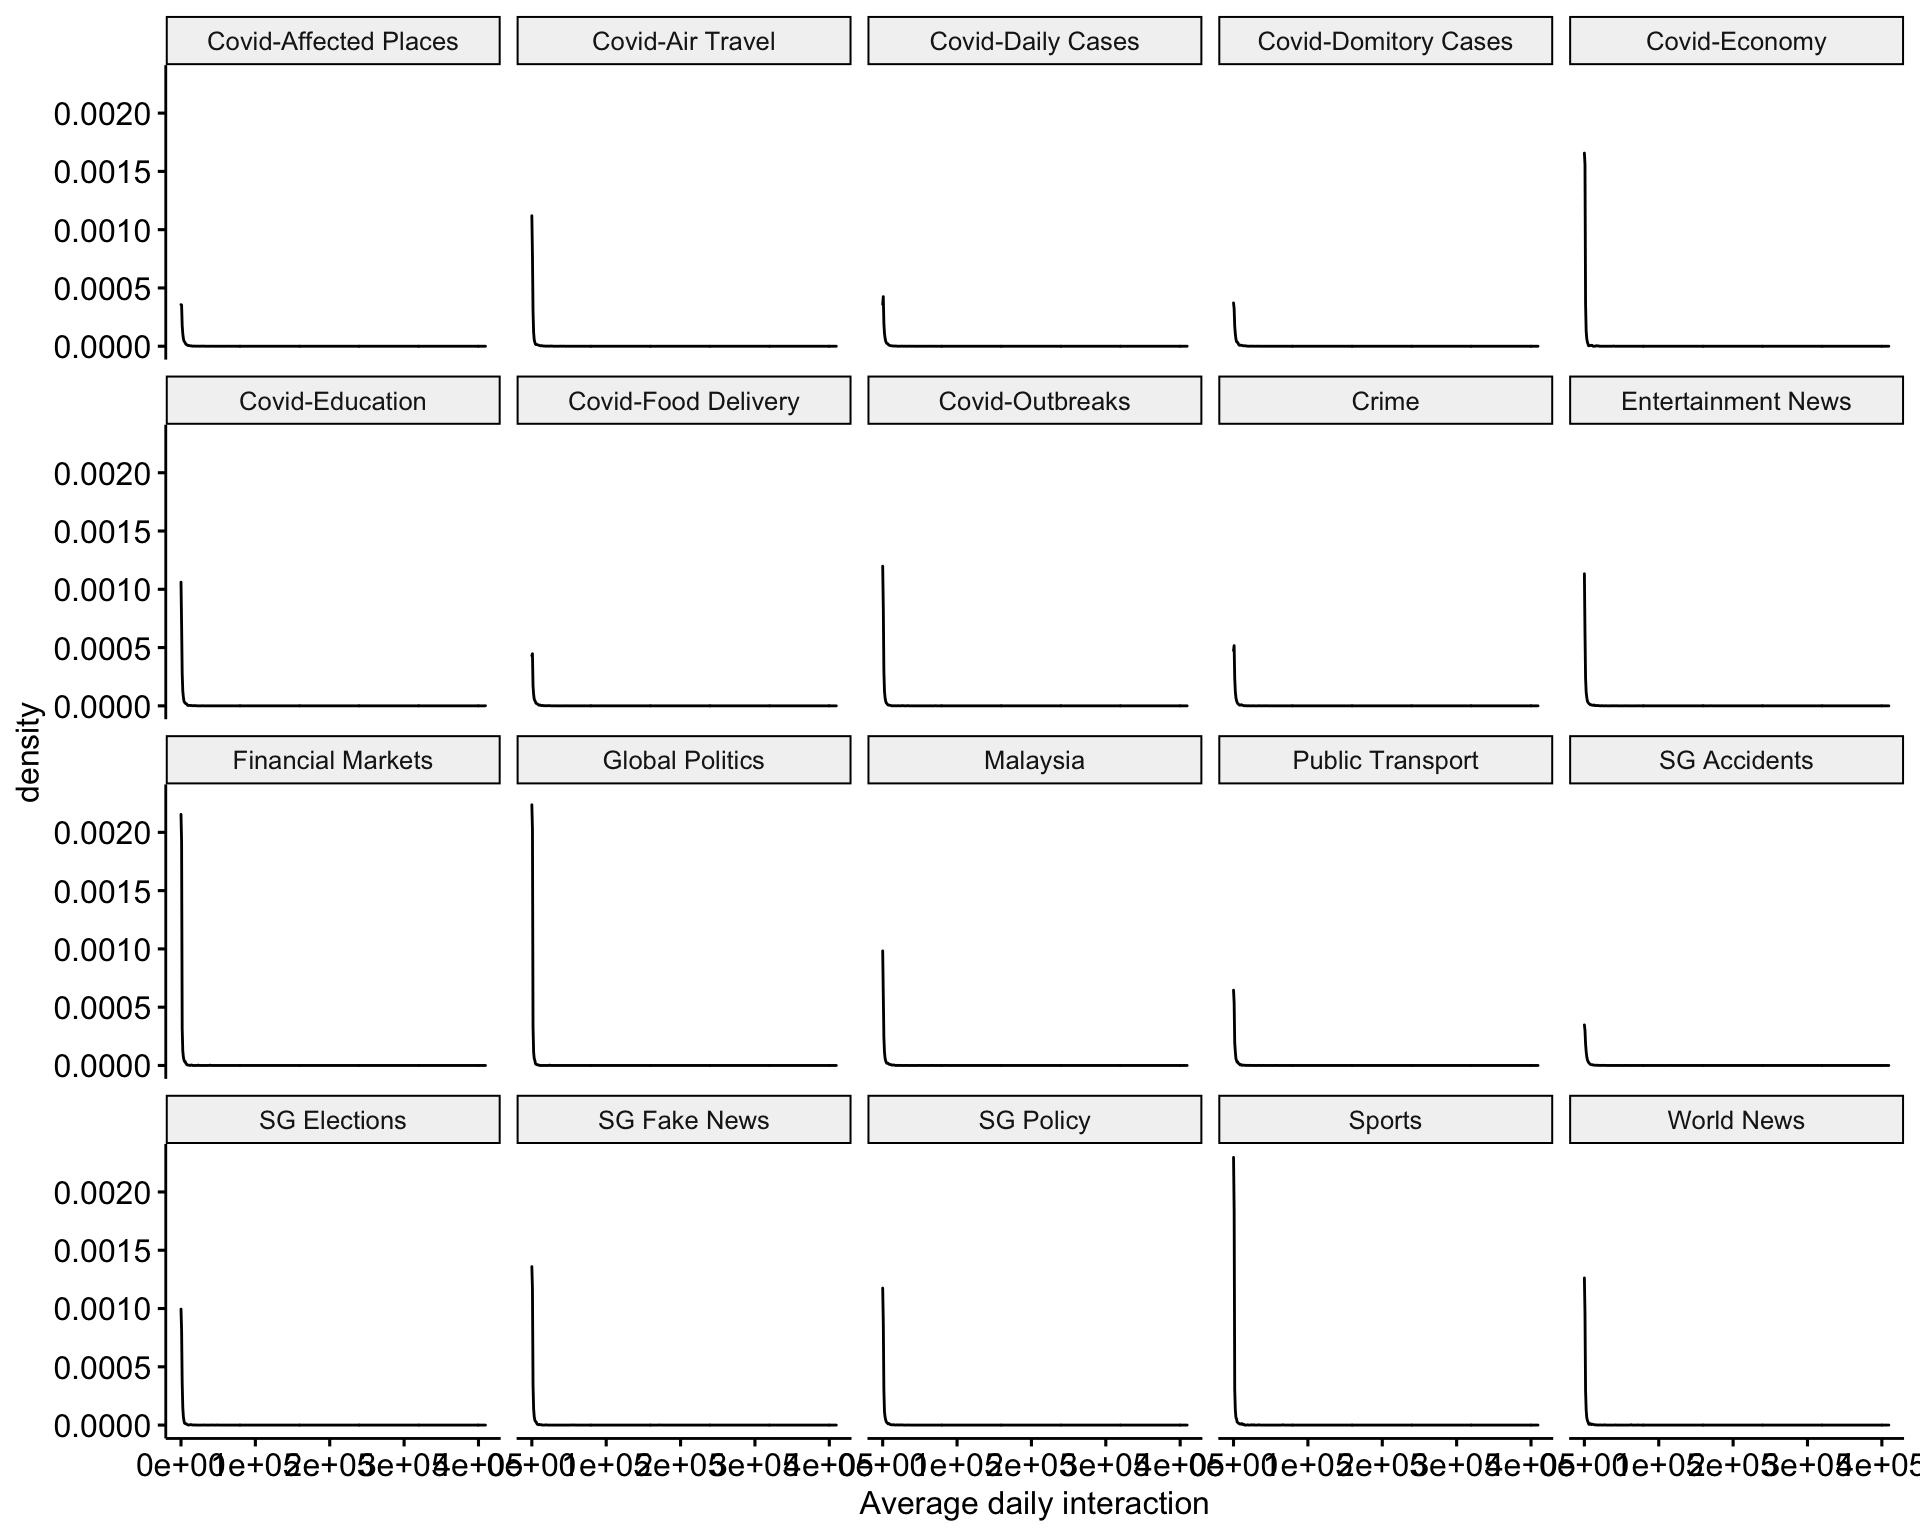 Covid-Affected Places
Covid-Air Travel
Covid-Daily Cases
Covid-Domitory Cases
Covid-Economy
0.0020
0.0015
0.0010
0.0005
0.0000
Covid-Education
Covid-Food Delivery
Covid-Outbreaks
Crime
Entertainment News
0.0020
0.0015
0.0010
0.0005
0.0000
density
Financial Markets
Global Politics
Malaysia
Public Transport
SG Accidents
0.0020
0.0015
0.0010
0.0005
0.0000
SG Elections
SG Fake News
SG Policy
Sports
World News
0.0020
0.0015
0.0010
0.0005
0.0000
0e+00 1e+05 2e+05 3e+05 4e+05 0e+00 1e+05 2e+05 3e+05 4e+05 0e+00 1e+05 2e+05 3e+05 4e+05 0e+00 1e+05 2e+05 3e+05 4e+05 0e+00 1e+05 2e+05 3e+05 4e+05
Average daily interaction